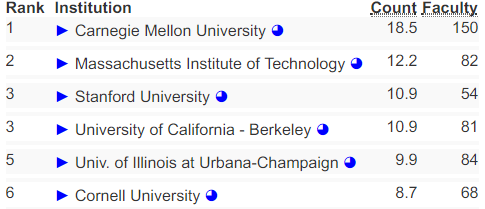 Rank Institution Count Faculty
1 ► Carnegie Mellon University 18.5 150
2 ► Massachusetts Institute of Technology 12.2 82
3 ► Stanford University 10.9 54
3 ► University of California - Berkeley 10.9 81
5 ► Univ. of Illinois at Urbana-Champaign 9.9 84
6 ► Cornell University 8.7 68